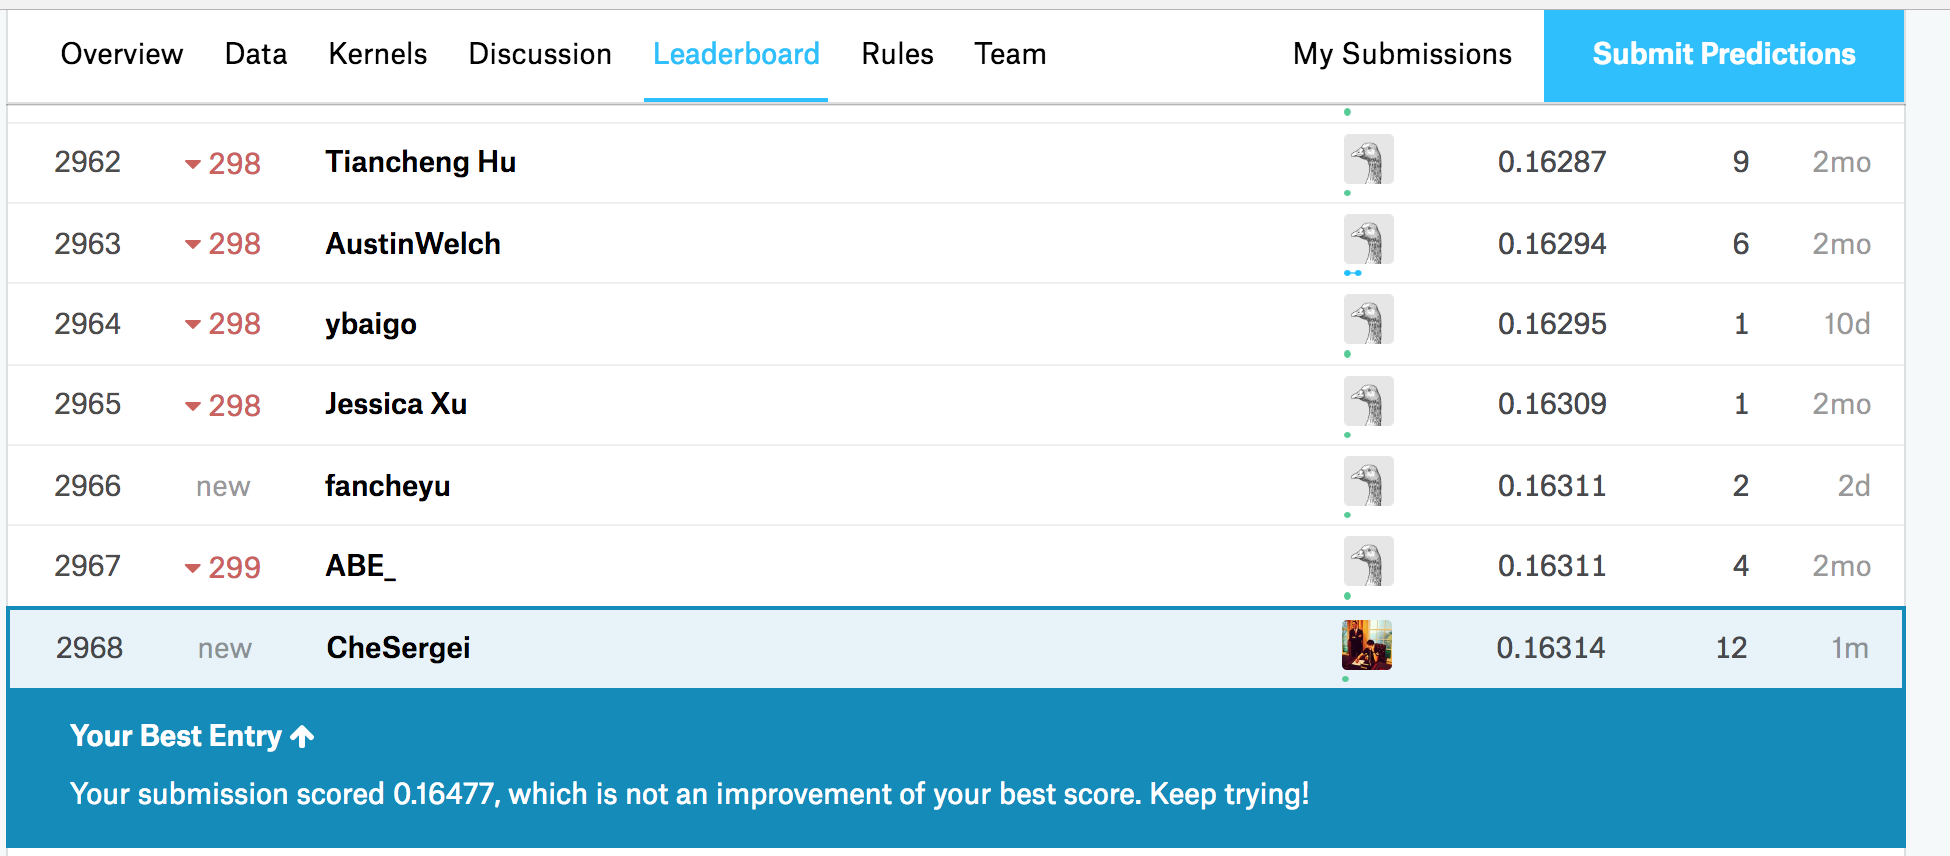 Overview Data Kernels Discussion Leaderboard Rules Team My Submissions Submit Predictions
2962 298 Tiancheng Hu 0.16287 9 2mo
2963 298 AustinWelch 0.16294 6 2mo
2964 298 ybaigo 0.16295 1 10d
2965 298 Jessica Xu 0.16309 1 2mo
2966 new fancheyu 0.16311 2 2d
2967 299 ABE_ 0.16311 4 2mo
2968 new CheSergei 0.16314 12 1m
Your Best Entry
Your submission scored 0.16477, which is not an improvement of your best score. Keep trying!